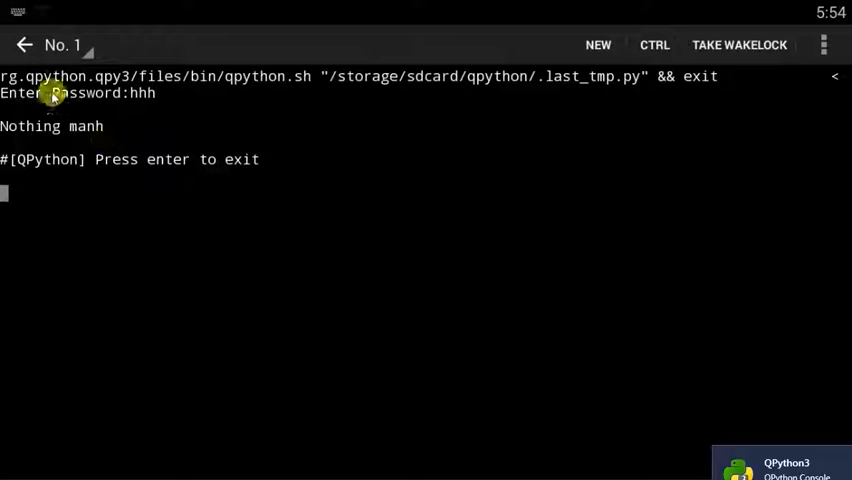 5:54
No. 1
NEW
CTRL
TAKE WAKELOCK
rg.qpython.qpy3/files/bin/qpython.sh "/storage/sdcard/qpython/.last_tmp.py" && exit <
Enter Password:hhh
Nothing manh
#[QPython] Press enter to exit
QPython3
QPython Console